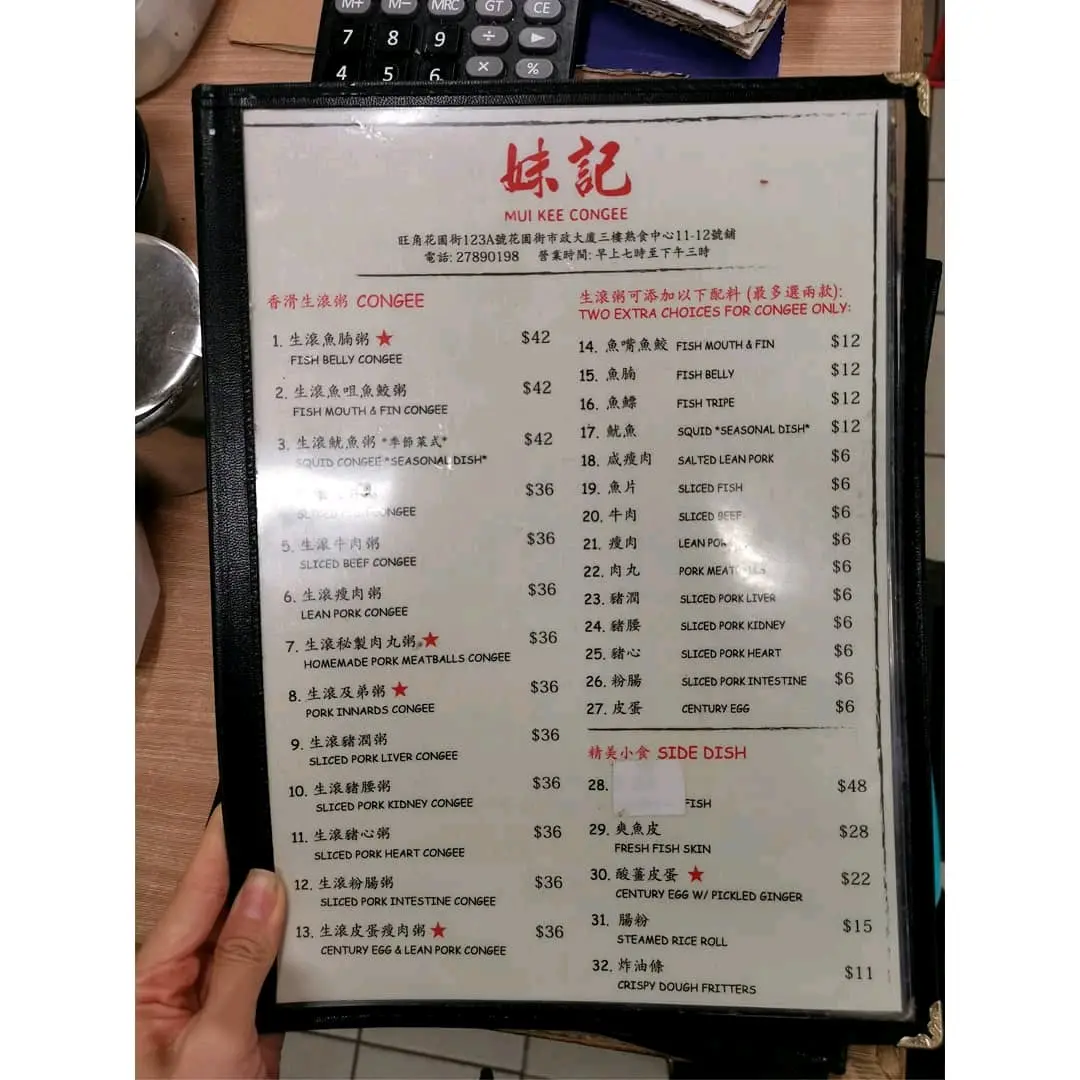 M+ M− MRC GT CE
7 8 9 ÷ ▶
4 5 6 × %
妹記
MUI KEE CONGEE
旺角花園街123A號花園街市政大廈三樓熟食中心11-12號舖
電話: 27890198 營業時間: 早上七時至下午三時
香滑生滾粥 CONGEE
1. 生滾魚腩粥 ★ $42
FISH BELLY CONGEE
2. 生滾魚咀魚鮫粥 $42
FISH MOUTH & FIN CONGEE
3. 生滾魷魚粥 *季節菜式* $42
SQUID CONGEE *SEASONAL DISH*
$36
CONGEE
5. 生滾牛肉粥 $36
SLICED BEEF CONGEE
6. 生滾瘦肉粥 $36
LEAN PORK CONGEE
7. 生滾秘製肉丸粥 ★ $36
HOMEMADE PORK MEATBALLS CONGEE
8. 生滾及弟粥 ★ $36
PORK INNARDS CONGEE
9. 生滾豬潤粥 $36
SLICED PORK LIVER CONGEE
10. 生滾豬腰粥 $36
SLICED PORK KIDNEY CONGEE
11. 生滾豬心粥 $36
SLICED PORK HEART CONGEE
12. 生滾粉腸粥 $36
SLICED PORK INTESTINE CONGEE
13. 生滾皮蛋瘦肉粥 ★ $36
CENTURY EGG & LEAN PORK CONGEE
生滾粥可添加以下配料 (最多選兩款):
TWO EXTRA CHOICES FOR CONGEE ONLY:
14. 魚嘴魚鮫 FISH MOUTH & FIN $12
15. 魚腩 FISH BELLY $12
16. 魚鰾 FISH TRIPE $12
17. 魷魚 SQUID *SEASONAL DISH* $12
18. 咸瘦肉 SALTED LEAN PORK $6
19. 魚片 SLICED FISH $6
20. 牛肉 SLICED BEEF $6
21. 瘦肉 LEAN PORK $6
22. 肉丸 PORK MEATBALLS $6
23. 豬潤 SLICED PORK LIVER $6
24. 豬腰 SLICED PORK KIDNEY $6
25. 豬心 SLICED PORK HEART $6
26. 粉腸 SLICED PORK INTESTINE $6
27. 皮蛋 CENTURY EGG $6
精美小食 SIDE DISH
28. $48
FISH
29. 爽魚皮 $28
FRESH FISH SKIN
30. 酸薑皮蛋 ★ $22
CENTURY EGG W/ PICKLED GINGER
31. 腸粉 $15
STEAMED RICE ROLL
32. 炸油條 $11
CRISPY DOUGH FRITTERS